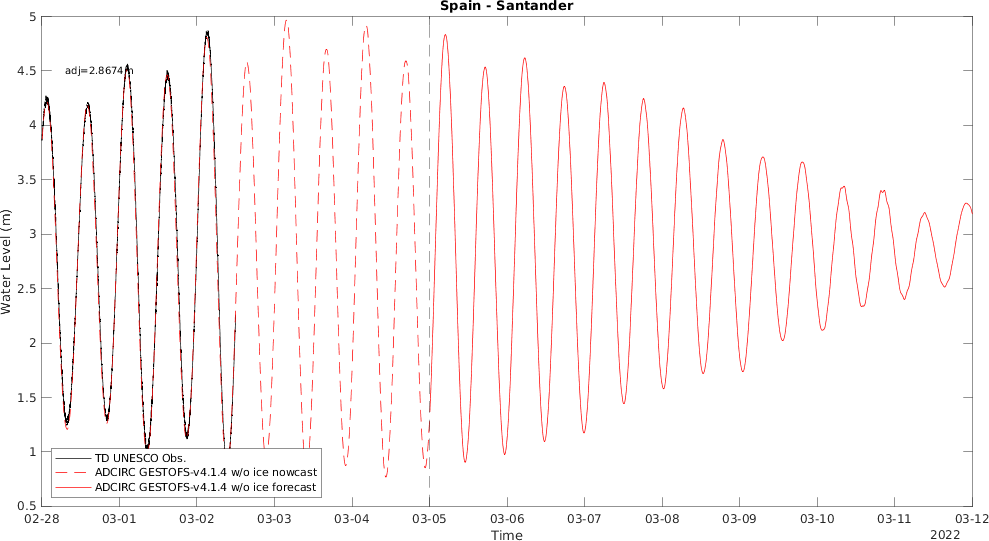 Spain - Santander
5
4.5
4
3.5
3
2.5
2
1.5
1
0.5
Water Level (m)
adj=2.8674 m
TD UNESCO Obs.
ADCIRC GESTOFS-v4.1.4 w/o ice nowcast
ADCIRC GESTOFS-v4.1.4 w/o ice forecast
02-28 03-01 03-02 03-03 03-04 03-05 03-06 03-07 03-08 03-09 03-10 03-11 03-12
Time
2022